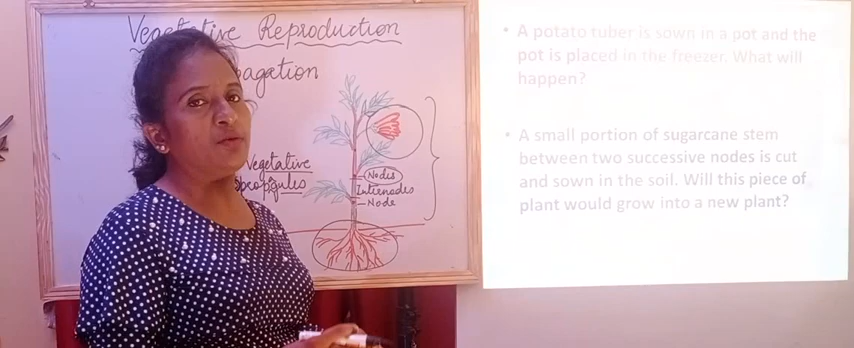 Vegetative Reproduction
pagation
Vegetative
propagules
Nodes
Internodes
Node
• A potato tuber is sown in a pot and the
pot is placed in the freezer. What will
happen?
• A small portion of sugarcane stem
between two successive nodes is cut
and sown in the soil. Will this piece of
plant would grow into a new plant?